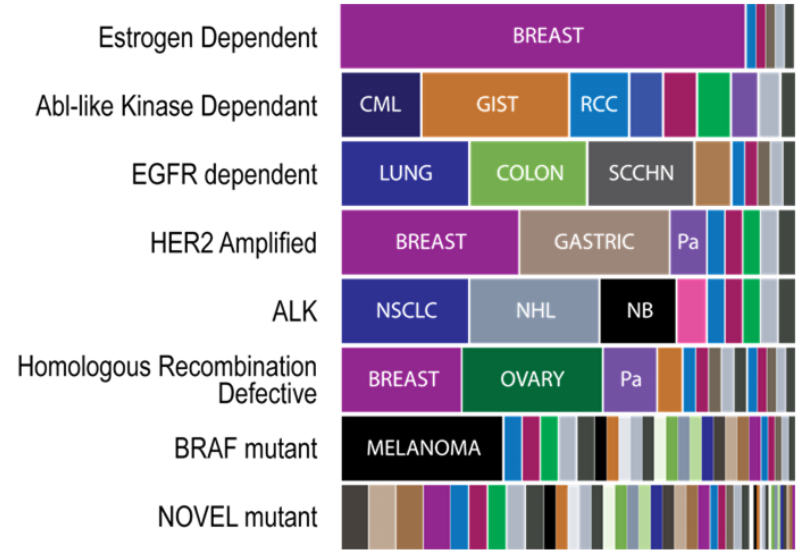 Estrogen Dependent
BREAST
Abl-like Kinase Dependant
CML GIST RCC
EGFR dependent
LUNG COLON SCCHN
HER2 Amplified
BREAST GASTRIC Pa
ALK
NSCLC NHL NB
Homologous Recombination
Defective
BREAST OVARY Pa
BRAF mutant
MELANOMA
NOVEL mutant